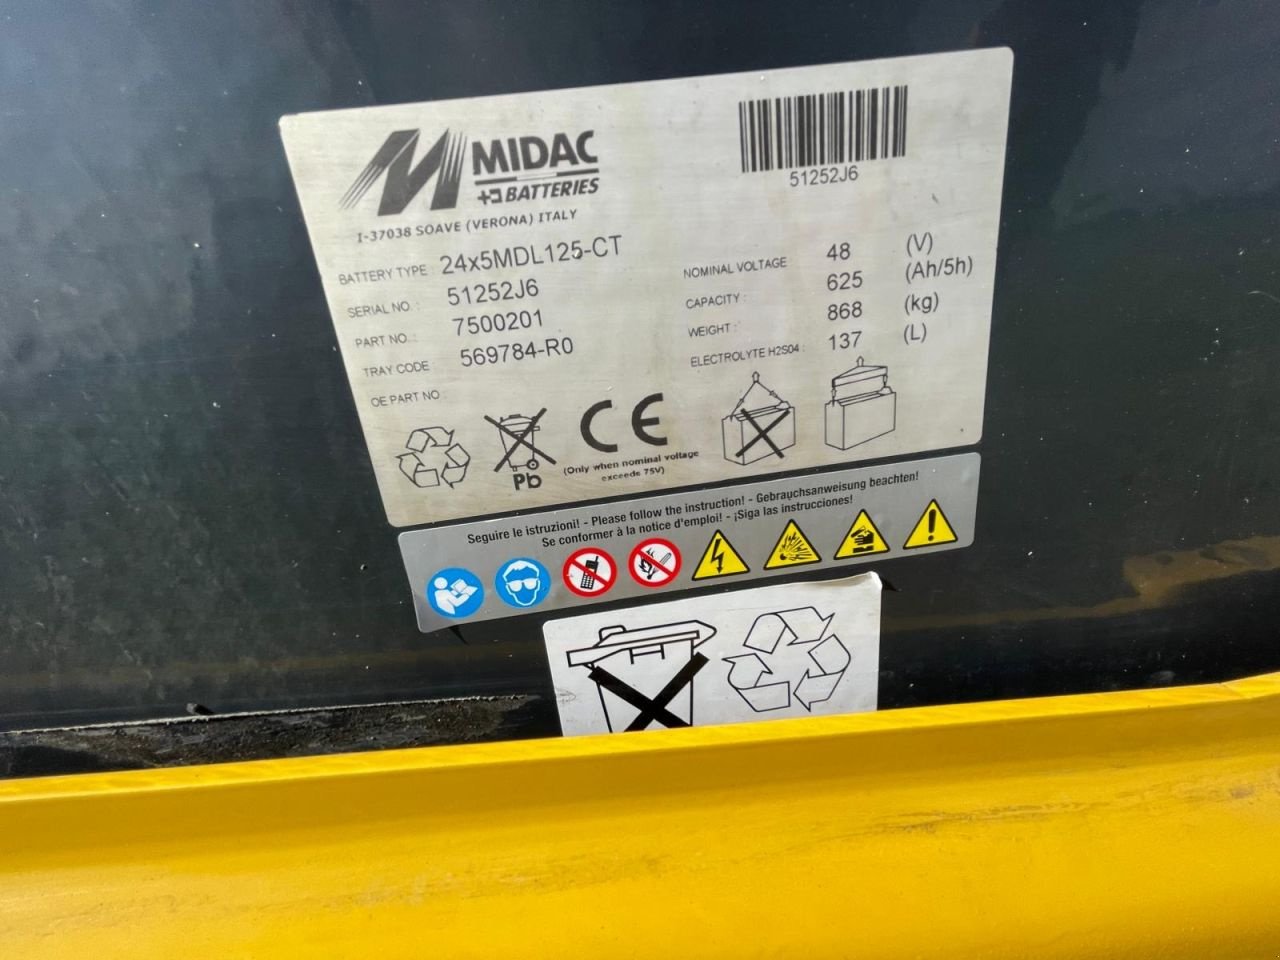 MIDAC
BATTERIES
I-37038 SOAVE (VERONA) ITALY
51252J6
BATTERY TYPE : 24x5MDL125-CT
SERIAL NO. : 51252J6
PART NO. : 7500201
TRAY CODE 569784-R0
OE PART NO
NOMINAL VOLTAGE 48 (V)
CAPACITY : 625 (Ah/5h)
WEIGHT : 868 (kg)
ELECTROLYTE H2S04 : 137 (L)
Pb
CE
(Only when nominal voltage
exceede 75V)
Seguire le istruzioni! - Please follow the instruction! - Gebrauchsanweisung beachten!
Se conformer à la notice d'emploi! - ¡Siga las instrucciones!